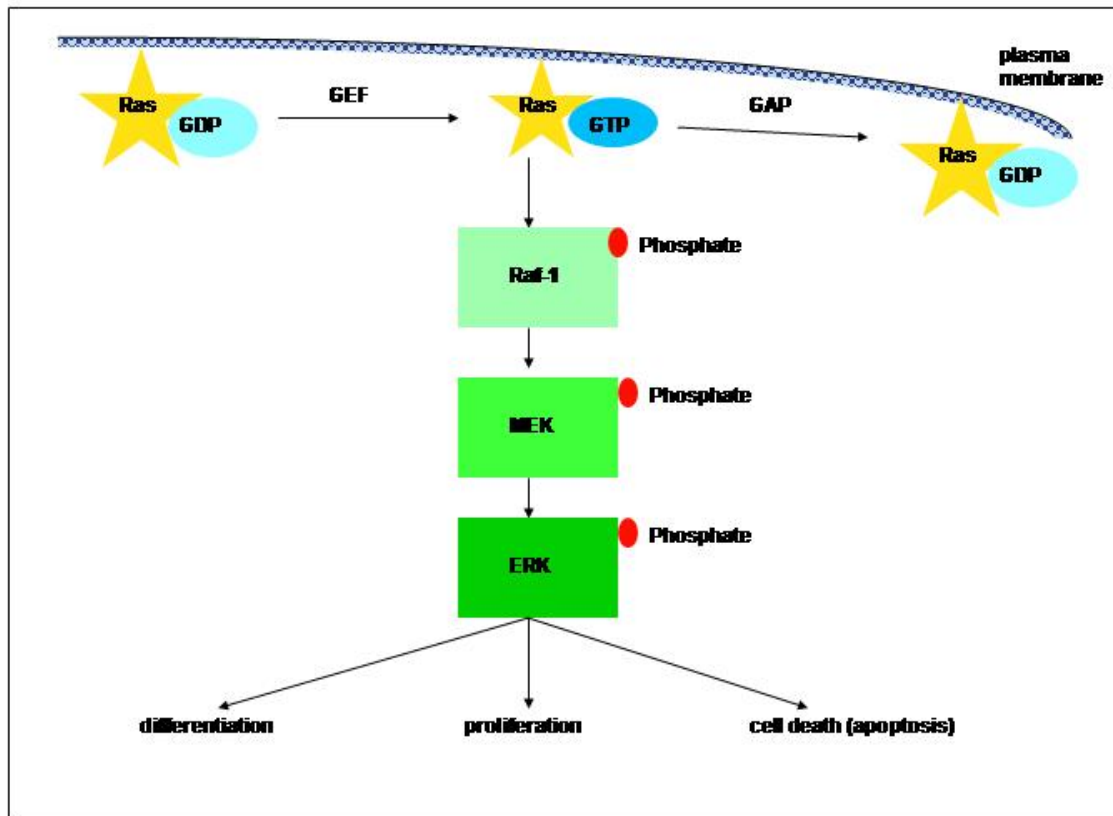 plasma
membrane
Ras
GDP
GEF
Ras
GTP
GAP
Ras
GDP
Raf-1
Phosphate
MEK
Phosphate
ERK
Phosphate
differentiation
proliferation
cell death (apoptosis)